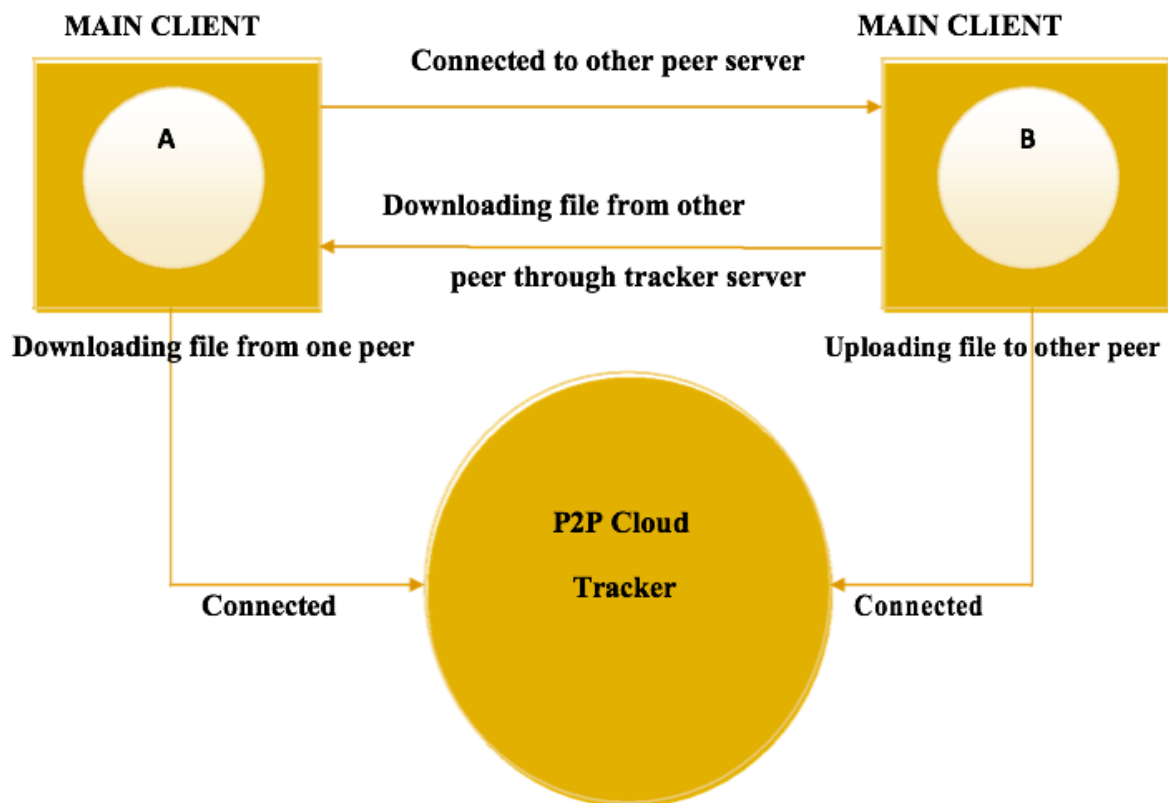 MAIN CLIENT
MAIN CLIENT
Connected to other peer server
A
B
Downloading file from other
peer through tracker server
Downloading file from one peer
Uploading file to other peer
P2P Cloud
Tracker
Connected
Connected